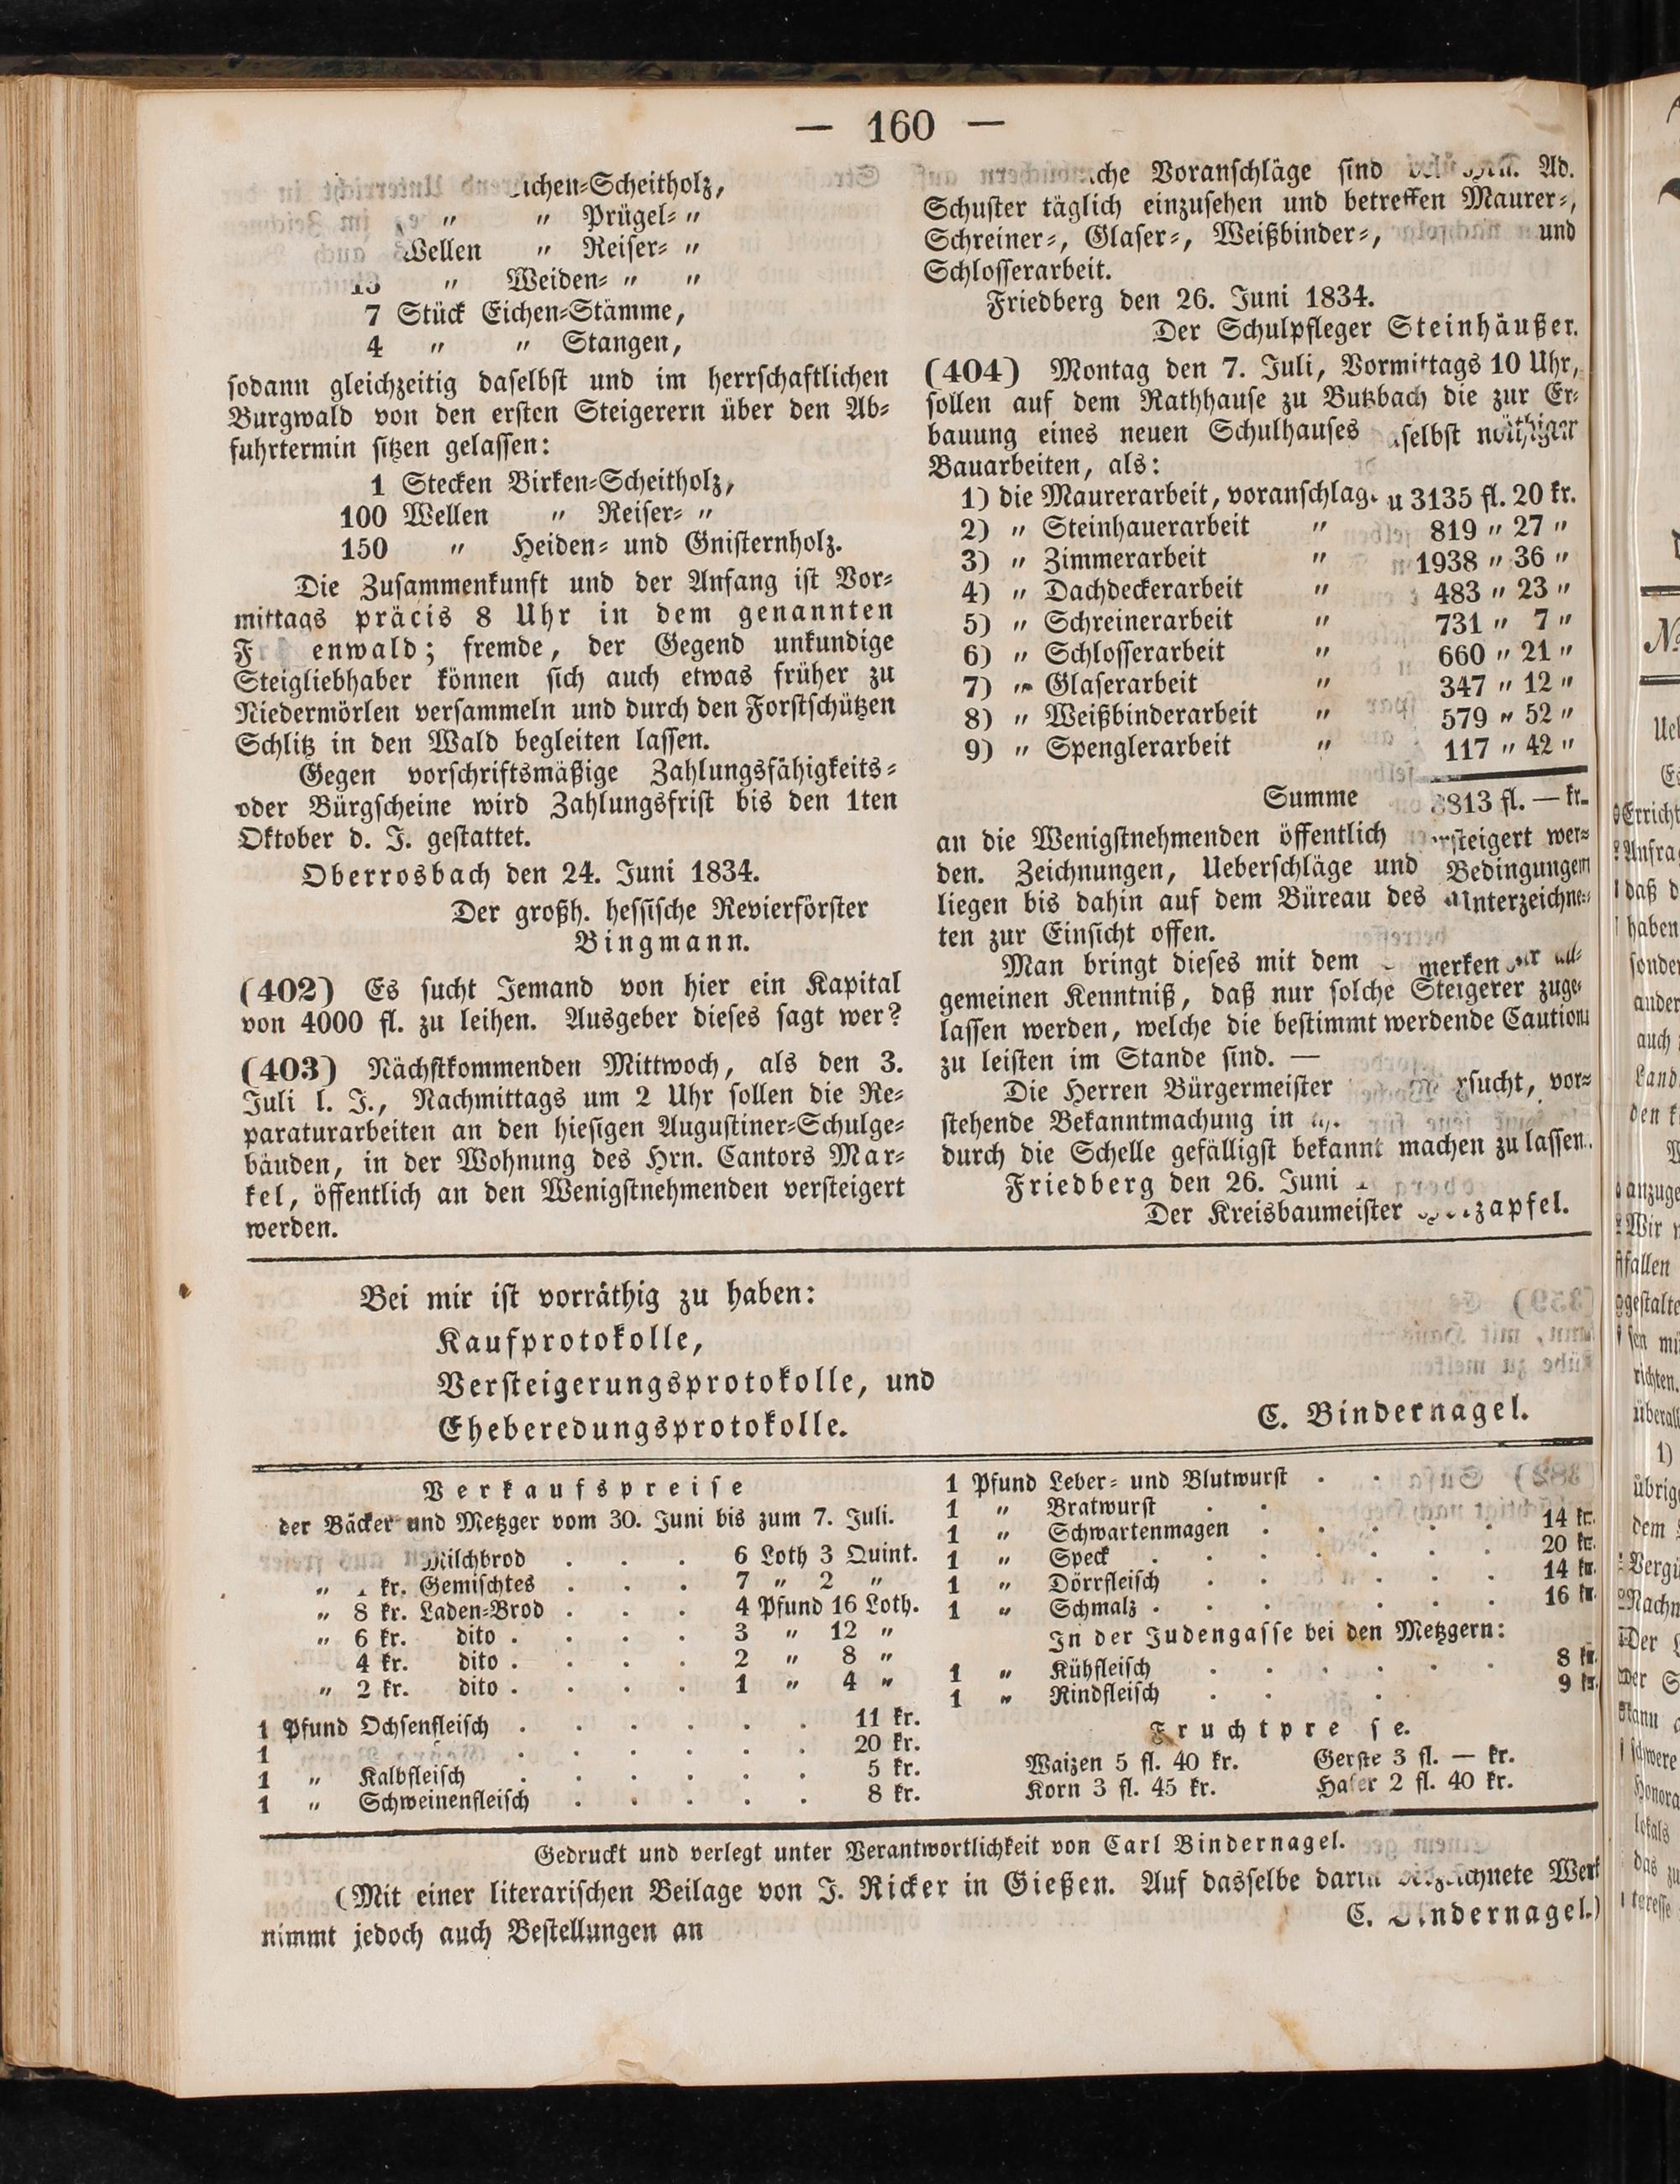 — 160 —
Scheitholz,
" " Prügel= "
Wellen " Reiser= "
" Weiden= " "
7 Stück Eichen=Stämme,
4 " " Stangen,
sodann gleichzeitig daselbst und im herrschaftlichen
Burgwald von den ersten Steigerern über den Ab=
fuhrtermin sitzen gelassen:
1 Stecken Birken=Scheitholz,
100 Wellen " Reiser= "
150 " Heiden= und Gnisternholz.
Die Zusammenkunft und der Anfang ist Vor=
mittags präcis 8 Uhr in dem genannten
enwald; fremde, der Gegend unkundige
Steigliebhaber können sich auch etwas früher zu
Niedermörlen versammeln und durch den Forstschützen
Schlitz in den Wald begleiten lassen.
Gegen vorschriftsmäßige Zahlungsfähigkeits=
oder Bürgscheine wird Zahlungsfrist bis den 1ten
Oktober d. J. gestattet.
Oberrosbach den 24. Juni 1834.
Der großh. hessische Revierförster
Bingmann.
(402) Es sucht Jemand von hier ein Kapital
von 4000 fl. zu leihen. Ausgeber dieses sagt wer?
(403) Nächstkommenden Mittwoch, als den 3.
Juli l. J., Nachmittags um 2 Uhr sollen die Re=
paraturarbeiten an den hiesigen Augustiner=Schulge=
bäuden, in der Wohnung des Hrn. Cantors Mar=
kel, öffentlich an den Wenigstnehmenden versteigert
werden.
Voranschläge sind Ad.
Schuster täglich einzusehen und betreffen Maurer=,
Schreiner=, Glaser=, Weißbinder=, und
Schlosserarbeit.
Friedberg den 26. Juni 1834.
Der Schulpfleger Steinhäußer.
(404) Montag den 7. Juli, Vormittags 10 Uhr,
sollen auf dem Rathhause zu Butzbach die zur Er=
bauung eines neuen Schulhauses
Bauarbeiten, als:
1) die Maurerarbeit, 3135 fl. 20 kr.
2) " Steinhauerarbeit " 819 " 27 "
3) " Zimmerarbeit " 1938 " 36 "
4) " Dachdeckerarbeit " 483 " 23 "
5) " Schreinerarbeit " 731 " 7 "
6) " Schlosserarbeit " 660 " 21 "
7) " Glaserarbeit " 347 " 12 "
8) " Weißbinderarbeit " 579 " 52 "
9) " Spenglerarbeit " 117 " 42 "
Summe fl. — kr.
an die Wenigstnehmenden öffentlich versteigert wer=
den. Zeichnungen, Ueberschläge und Bedingungen
liegen bis dahin auf dem Büreau des Unterzeichne=
ten zur Einsicht offen.
Man bringt dieses mit dem
gemeinen Kenntniß, daß nur solche Steigerer zuge=
lassen werden, welche die bestimmt werdende Caution
zu leisten im Stande sind. —
Die Herren Bürgermeister vor=
stehende Bekanntmachung in
durch die Schelle gefälligst bekannt machen zu lassen.
Friedberg den 26. Juni
Der Kreisbaumeister
Bei mir ist vorräthig zu haben:
Kaufprotokolle,
Versteigerungsprotokolle, und
Eheberedungsprotokolle.
C. Bindernagel.
Verkaufspreise
der Bäcker und Metzger vom 30. Juni bis zum 7. Juli.
Milchbrod . . . 6 Loth 3 Quint.
" kr. Gemischtes . . . 7 " 2 "
" 8 kr. Laden=Brod . . . 4 Pfund 16 Loth.
" 6 kr. dito . . . . 3 " 12 "
4 kr. dito . . . . 2 " 8 "
" 2 kr. dito . . . . 1 " 4 "
1 Pfund Ochsenfleisch . . . . . . 11 kr.
1 . . . . . . 20 kr.
1 " Kalbfleisch . . . . . . 5 kr.
1 " Schweinenfleisch . . . . . 8 kr.
1 Pfund Leber= und Blutwurst . .
1 " Bratwurst . .
1 " Schwartenmagen . . . . . 14 kr.
1 " Speck . . . . . . . 20 kr.
1 " Dörrfleisch . . . . . . 14 kr.
1 " Schmalz . . . . . . . 16 kr.
In der Judengasse bei den Metzgern:
1 " Kühfleisch . . . . . . 8 kr.
1 " Rindfleisch . . . 9 kr.
Fruchtpreise.
Waizen 5 fl. 40 kr. Gerste 3 fl. — kr.
Korn 3 fl. 45 kr. Hafer 2 fl. 40 kr.
Gedruckt und verlegt unter Verantwortlichkeit von Carl Bindernagel.
(Mit einer literarischen Beilage von J. Ricker in Gießen. Auf dasselbe darin Werk
nimmt jedoch auch Bestellungen an C. Bindernagel.)